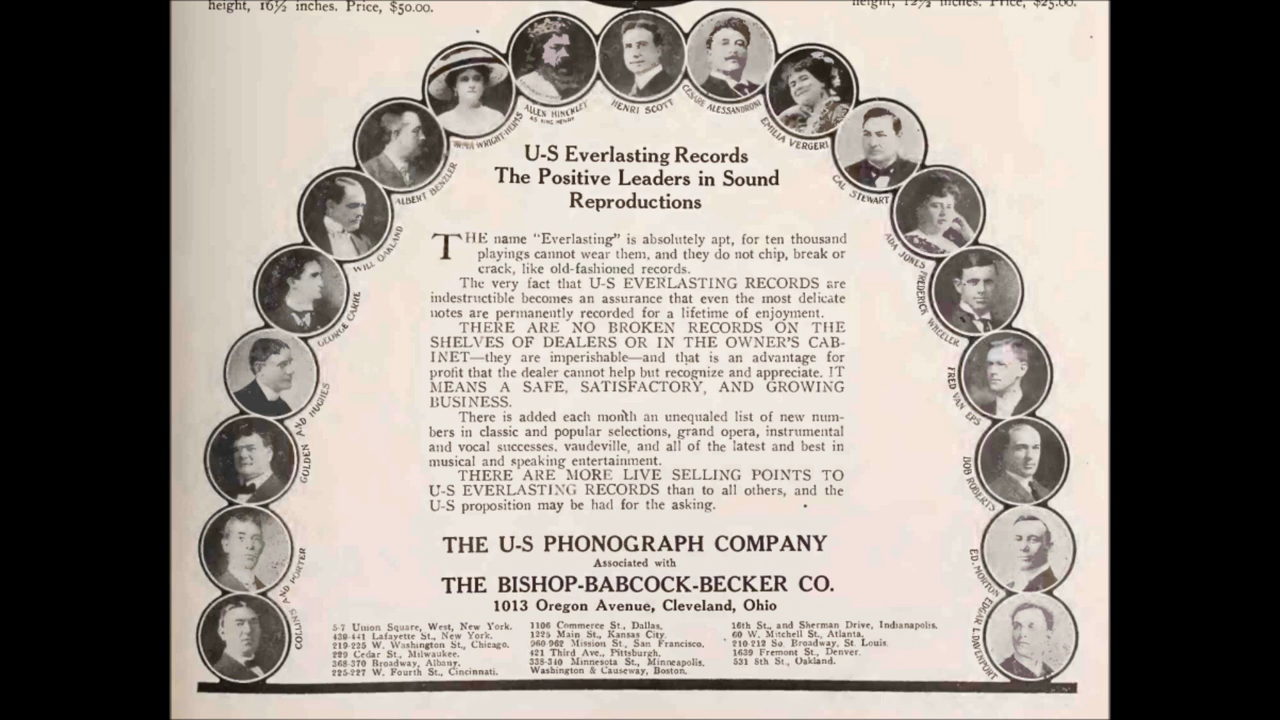 height, 16½ inches. Price, $50.00.
height, 12½ inches. Price, $25.00.
ALLEN HINCKLEY
AS KING HENRY
HENRI SCOTT
CESARE ALESSANDRONI
EMILIA VERGERI
WRIGHT-HEIMS
ALBERT BENZLER
CAL STEWART
WILL OAKLAND
ADA JONES
GEORGE CARRE
FREDERICK WHEELER
GOLDEN AND HUGHES
FRED VAN EPS
BOB ROBERTS
COLLINS AND PORTER
ED. MORTON
EDGAR L. DAVENPORT
U-S Everlasting Records
The Positive Leaders in Sound
Reproductions
THE name "Everlasting" is absolutely apt, for ten thousand
playings cannot wear them, and they do not chip, break or
crack, like old-fashioned records.
The very fact that U-S EVERLASTING RECORDS are
indestructible becomes an assurance that even the most delicate
notes are permanently recorded for a lifetime of enjoyment.
THERE ARE NO BROKEN RECORDS ON THE
SHELVES OF DEALERS OR IN THE OWNER'S CAB-
INET—they are imperishable—and that is an advantage for
profit that the dealer cannot help but recognize and appreciate. IT
MEANS A SAFE, SATISFACTORY, AND GROWING
BUSINESS.
There is added each month an unequaled list of new num-
bers in classic and popular selections, grand opera, instrumental
and vocal successes, vaudeville, and all of the latest and best in
musical and speaking entertainment.
THERE ARE MORE LIVE SELLING POINTS TO
U-S EVERLASTING RECORDS than to all others, and the
U-S proposition may be had for the asking.
THE U-S PHONOGRAPH COMPANY
Associated with
THE BISHOP-BABCOCK-BECKER CO.
1013 Oregon Avenue, Cleveland, Ohio
5-7 Union Square, West, New York.
439-441 Lafayette St., New York.
219-225 W. Washington St., Chicago.
229 Cedar St., Milwaukee.
368-370 Broadway, Albany.
225-227 W. Fourth St., Cincinnati.
1106 Commerce St., Dallas.
1225 Main St., Kansas City.
960-962 Mission St., San Francisco.
421 Third Ave., Pittsburgh.
338-340 Minnesota St., Minneapolis.
Washington & Causeway, Boston.
16th St., and Sherman Drive, Indianapolis.
60 W. Mitchell St., Atlanta.
210-212 So. Broadway, St. Louis.
1639 Fremont St., Denver.
531 8th St., Oakland.